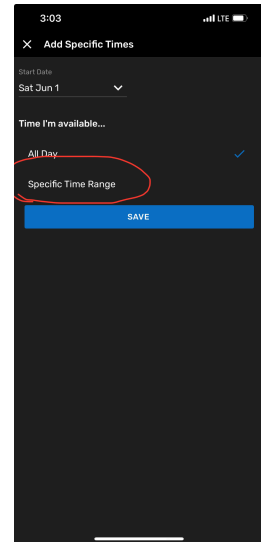 3:03 LTE
Add Specific Times
Start Date
Sat Jun 1
Time I'm available...
All Day
Specific Time Range
SAVE